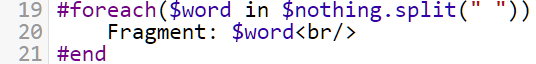 19 #foreach($word in $nothing.split(" "))
20     Fragment: $word<br/>
21 #end